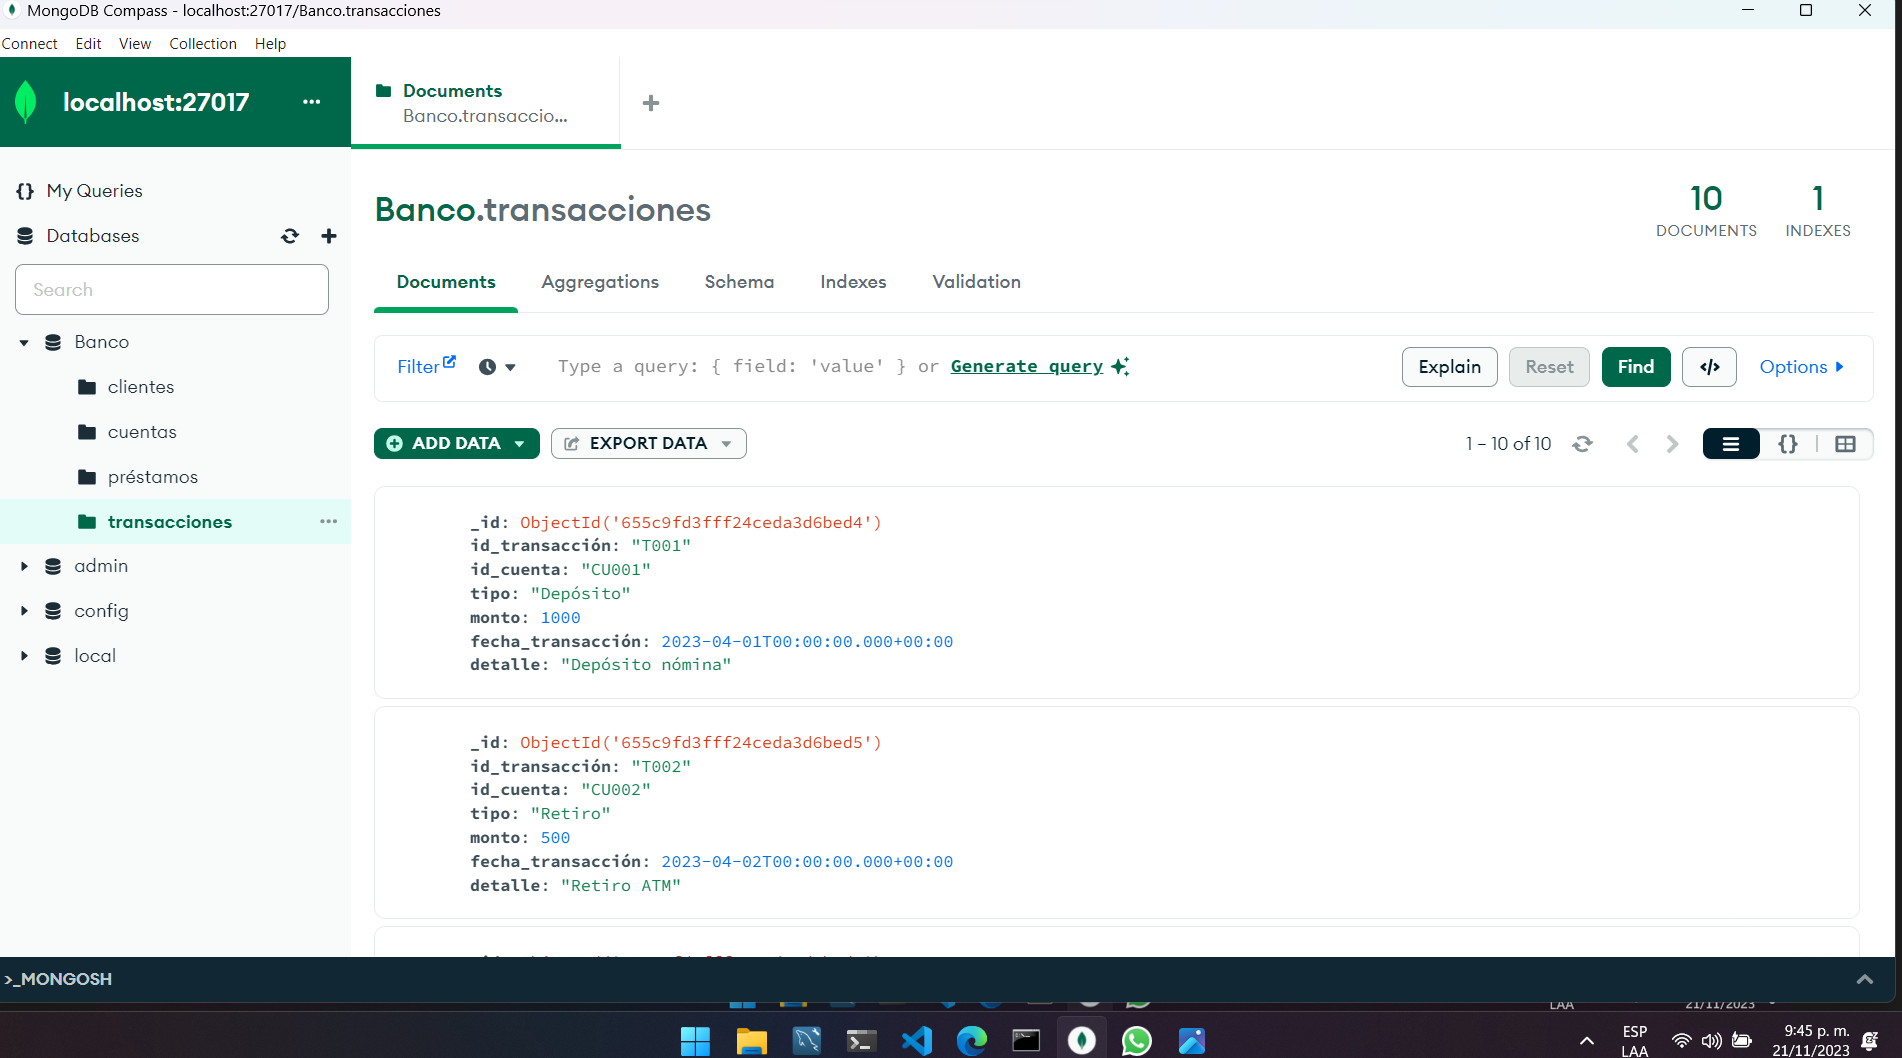 MongoDB Compass - localhost:27017/Banco.transacciones
Connect Edit View Collection Help
localhost:27017 ...
Documents
Banco.transaccio...
{} My Queries
Databases
Search
Banco
clientes
cuentas
préstamos
transacciones
admin
config
local
Banco.transacciones
10
DOCUMENTS
1
INDEXES
Documents Aggregations Schema Indexes Validation
Filter Type a query: { field: 'value' } or Generate query Explain Reset Find </> Options
ADD DATA EXPORT DATA 1 – 10 of 10 {}
_id: ObjectId('655c9fd3fff24ceda3d6bed4')
id_transacción: "T001"
id_cuenta: "CU001"
tipo: "Depósito"
monto: 1000
fecha_transacción: 2023-04-01T00:00:00.000+00:00
detalle: "Depósito nómina"
_id: ObjectId('655c9fd3fff24ceda3d6bed5')
id_transacción: "T002"
id_cuenta: "CU002"
tipo: "Retiro"
monto: 500
fecha_transacción: 2023-04-02T00:00:00.000+00:00
detalle: "Retiro ATM"
>_MONGOSH
LAA 21/11/2023
ESP
LAA
9:45 p. m.
21/11/2023